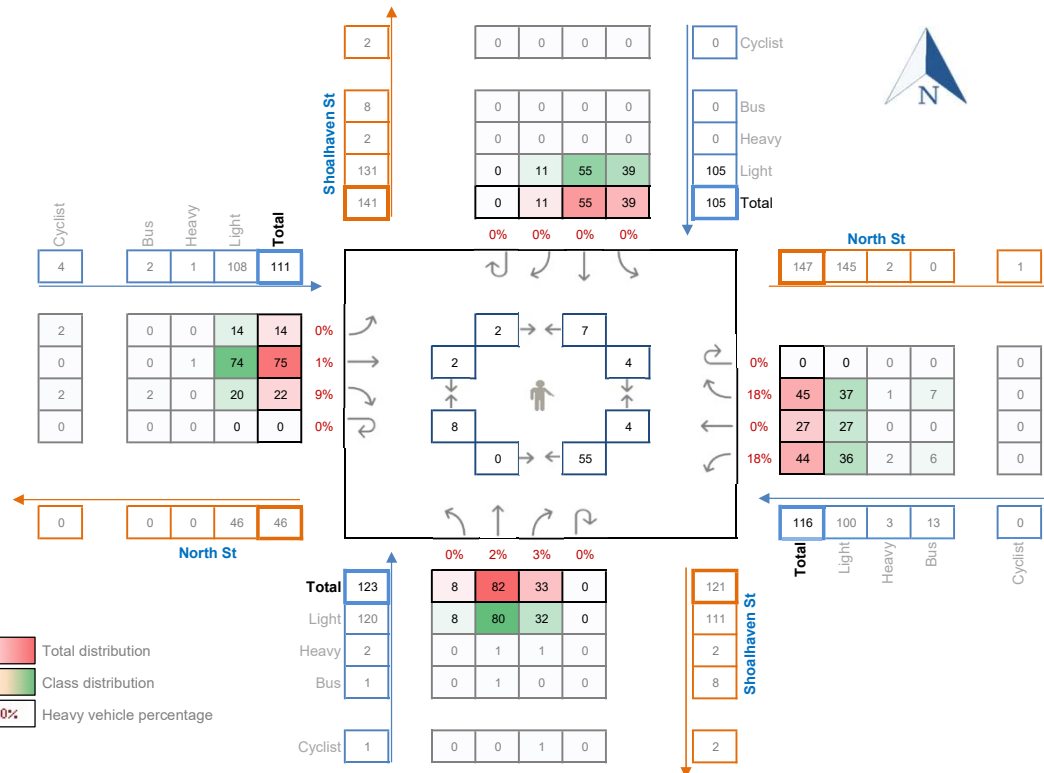 2 0 0 0 0 0 Cyclist
N
Shoalhaven St
8 0 0 0 0 0 Bus
2 0 0 0 0 0 Heavy
131 0 11 55 39 105 Light
141 0 11 55 39 105 Total
Cyclist Bus Heavy Light Total
0% 0% 0% 0%
North St
4 2 1 108 111
147 145 2 0 1
2 0 0 14 14 0%
2 7
0 0 1 74 75 1%
2 4
0% 0 0 0 0 0
2 2 0 20 22 9%
18% 45 37 1 7 0
0 0 0 0 0 0%
8 4
0% 27 27 0 0 0
0 55
18% 44 36 2 6 0
0 0 0 46 46
116 100 3 13 0
North St
Total Light Heavy Bus Cyclist
0% 2% 3% 0%
Total 123 8 82 33 0 121
Light 120 8 80 32 0 111
Heavy 2 0 1 1 0 2
Bus 1 0 1 0 0 8
Shoalhaven St
Total distribution
Class distribution
0% Heavy vehicle percentage
Cyclist 1 0 0 1 0 2